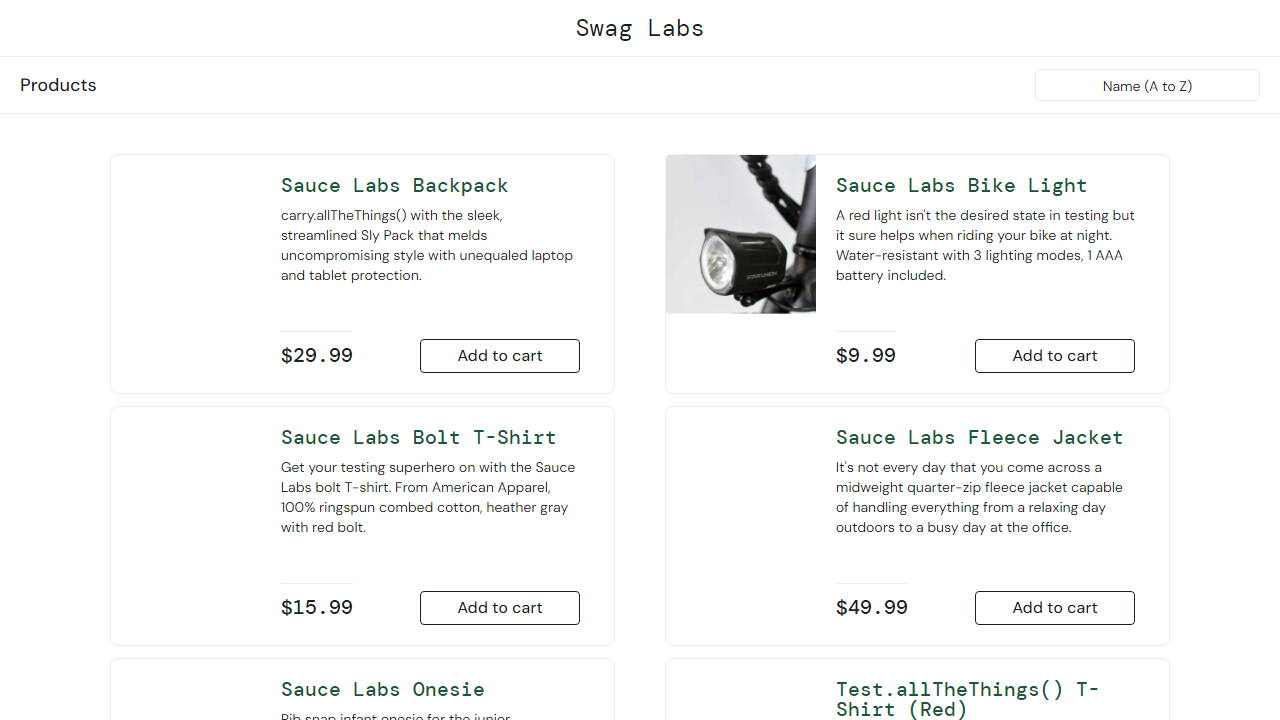 Swag Labs
Products
Name (A to Z)
Sauce Labs Backpack
carry.allTheThings() with the sleek,
streamlined Sly Pack that melds
uncompromising style with unequaled laptop
and tablet protection.
$29.99
Add to cart
Sauce Labs Bike Light
A red light isn't the desired state in testing but
it sure helps when riding your bike at night.
Water-resistant with 3 lighting modes, 1 AAA
battery included.
$9.99
Add to cart
Sauce Labs Bolt T-Shirt
Get your testing superhero on with the Sauce
Labs bolt T-shirt. From American Apparel,
100% ringspun combed cotton, heather gray
with red bolt.
$15.99
Add to cart
Sauce Labs Fleece Jacket
It's not every day that you come across a
midweight quarter-zip fleece jacket capable
of handling everything from a relaxing day
outdoors to a busy day at the office.
$49.99
Add to cart
Sauce Labs Onesie
Rib snap infant onesie for the junior
Test.allTheThings() T-
Shirt (Red)